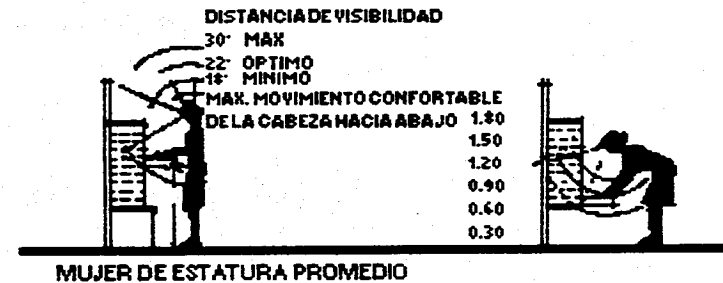 DISTANCIA DE VISIBILIDAD
30° MAX
22° OPTIMO
18° MINIMO
MAX. MOVIMIENTO CONFORTABLE
DE LA CABEZA HACIA ABAJO
1.80
1.50
1.20
0.90
0.60
0.30
MUJER DE ESTATURA PROMEDIO